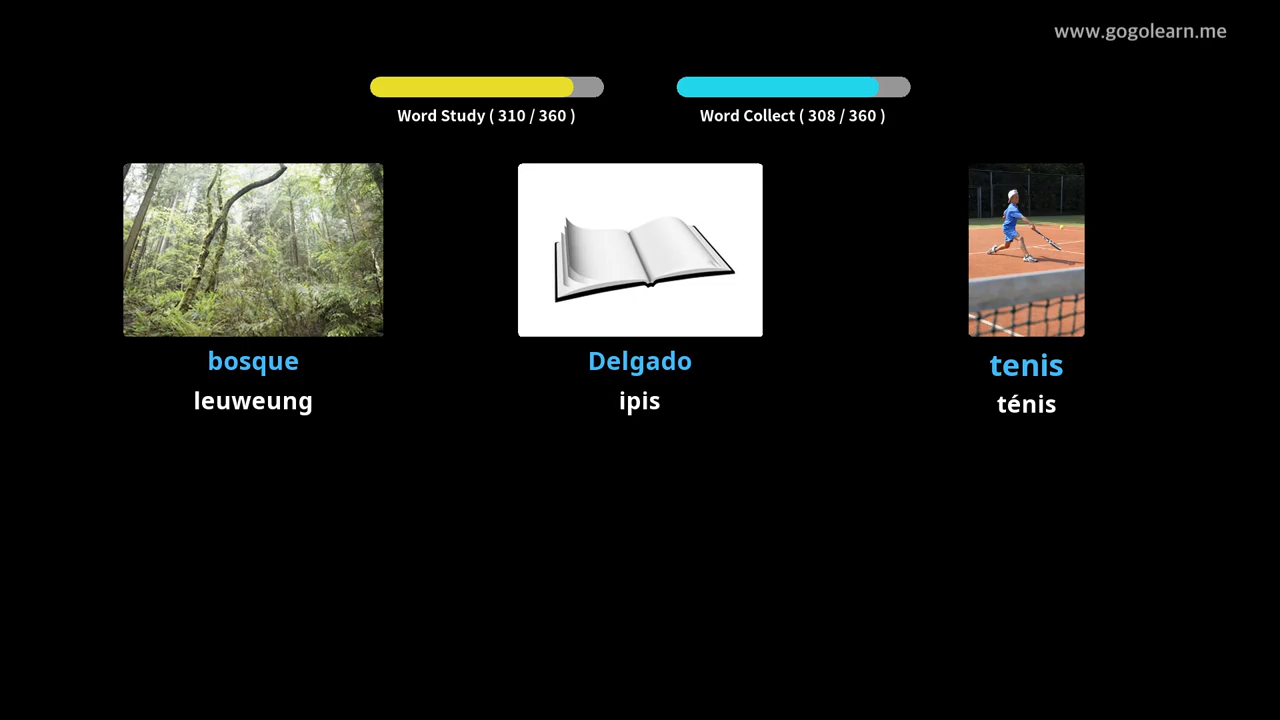 www.gogolearn.me
Word Study ( 310 / 360 )
Word Collect ( 308 / 360 )
bosque
leuweung
Delgado
ipis
tenis
ténis